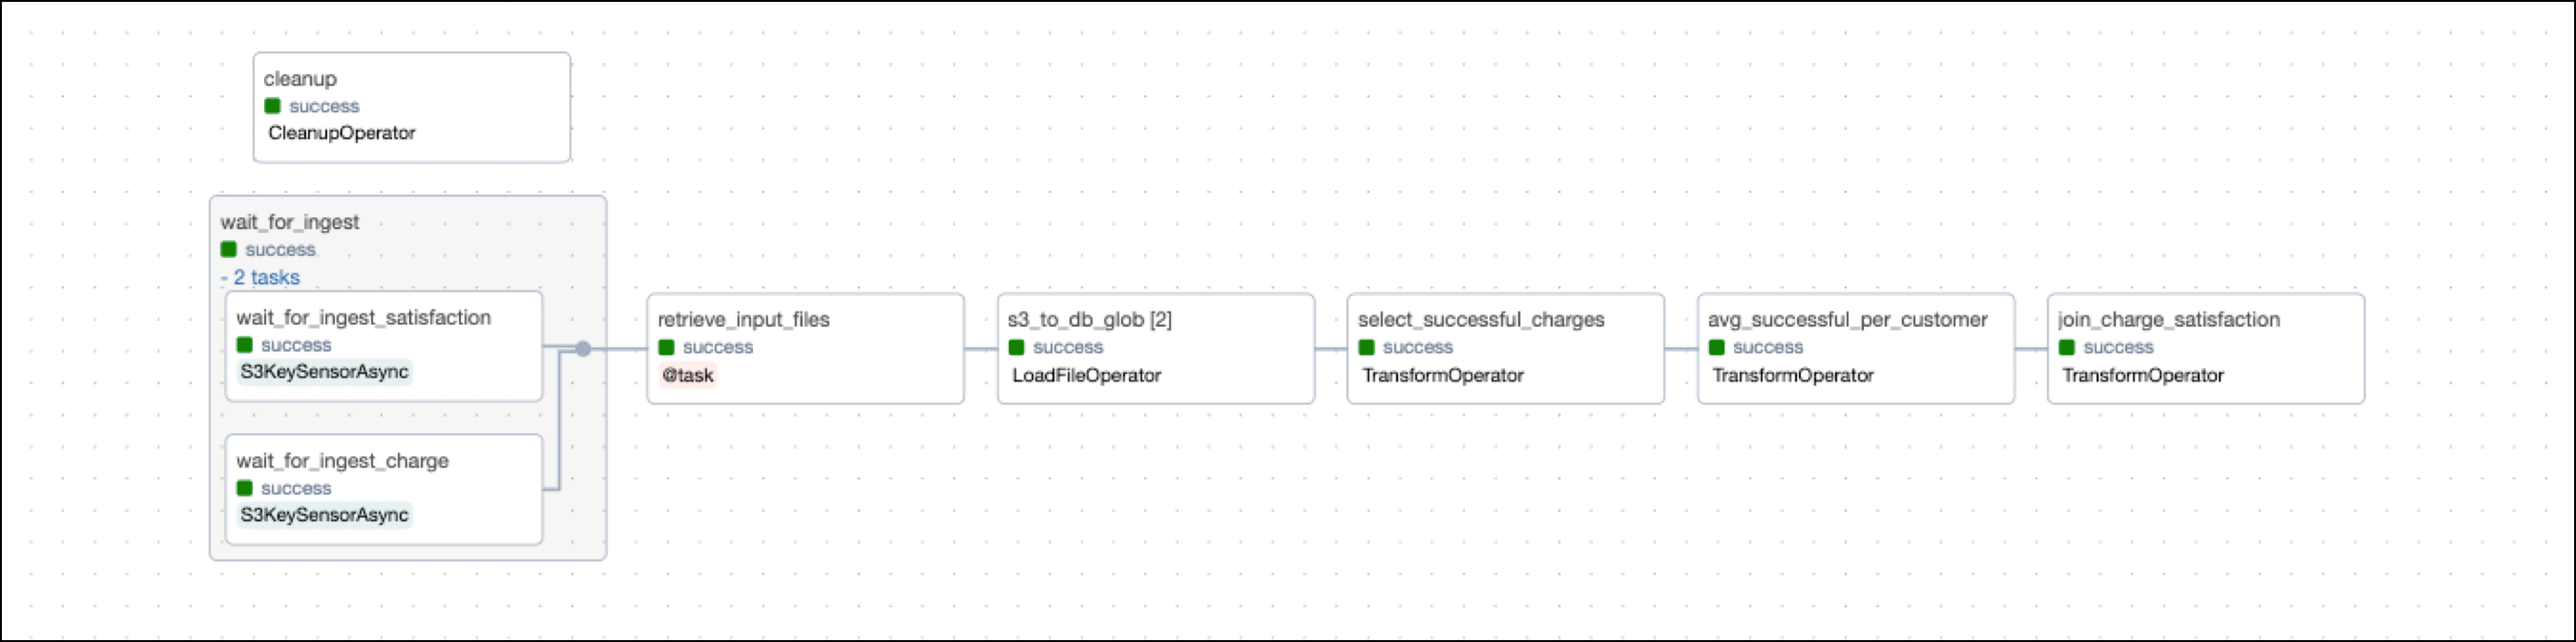 cleanup
success
CleanupOperator
wait_for_ingest
success
- 2 tasks
wait_for_ingest_satisfaction
success
S3KeySensorAsync
wait_for_ingest_charge
success
S3KeySensorAsync
retrieve_input_files
success
@task
s3_to_db_glob [2]
success
LoadFileOperator
select_successful_charges
success
TransformOperator
avg_successful_per_customer
success
TransformOperator
join_charge_satisfaction
success
TransformOperator